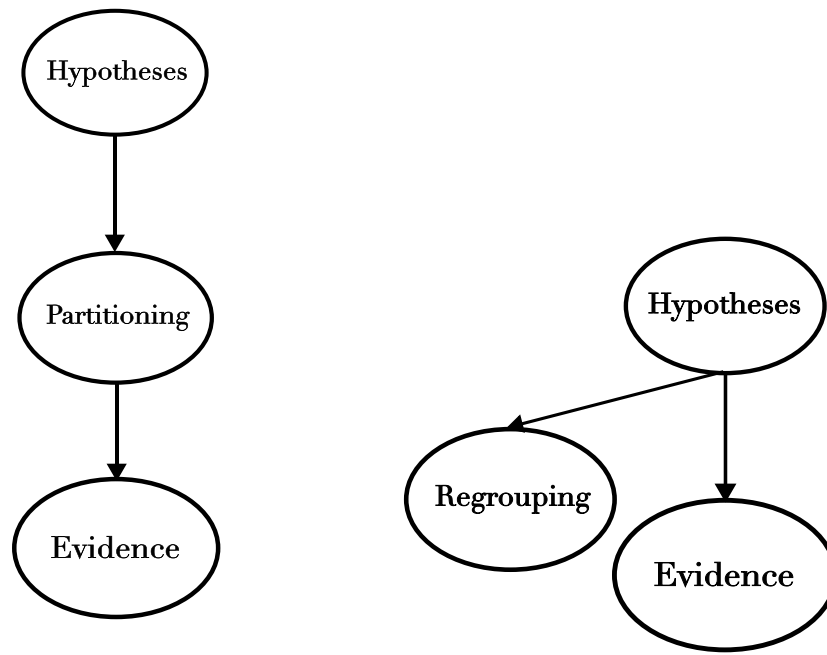 Hypotheses
Partitioning
Evidence
Hypotheses
Regrouping
Evidence